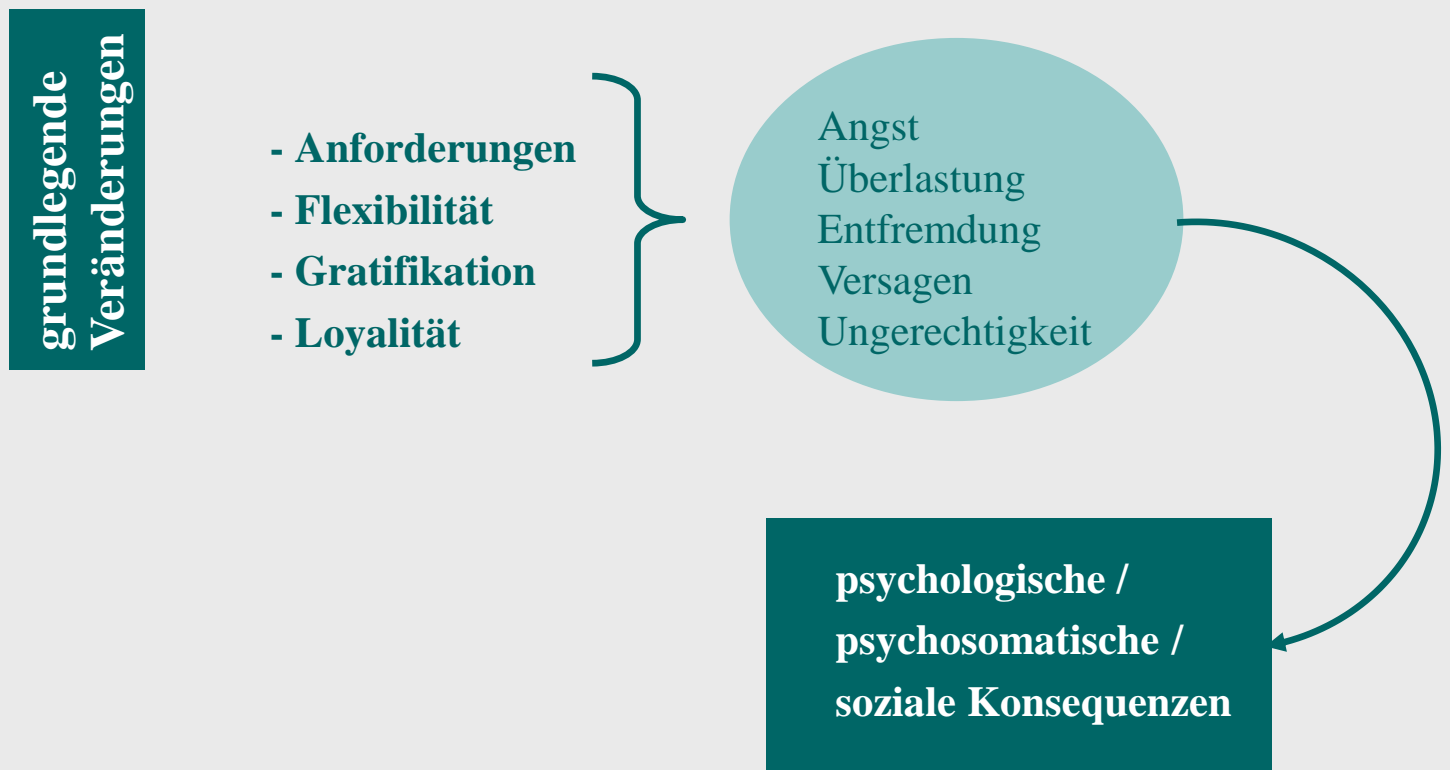 grundlegende
Veränderungen
- Anforderungen
- Flexibilität
- Gratifikation
- Loyalität
Angst
Überlastung
Entfremdung
Versagen
Ungerechtigkeit
psychologische /
psychosomatische /
soziale Konsequenzen